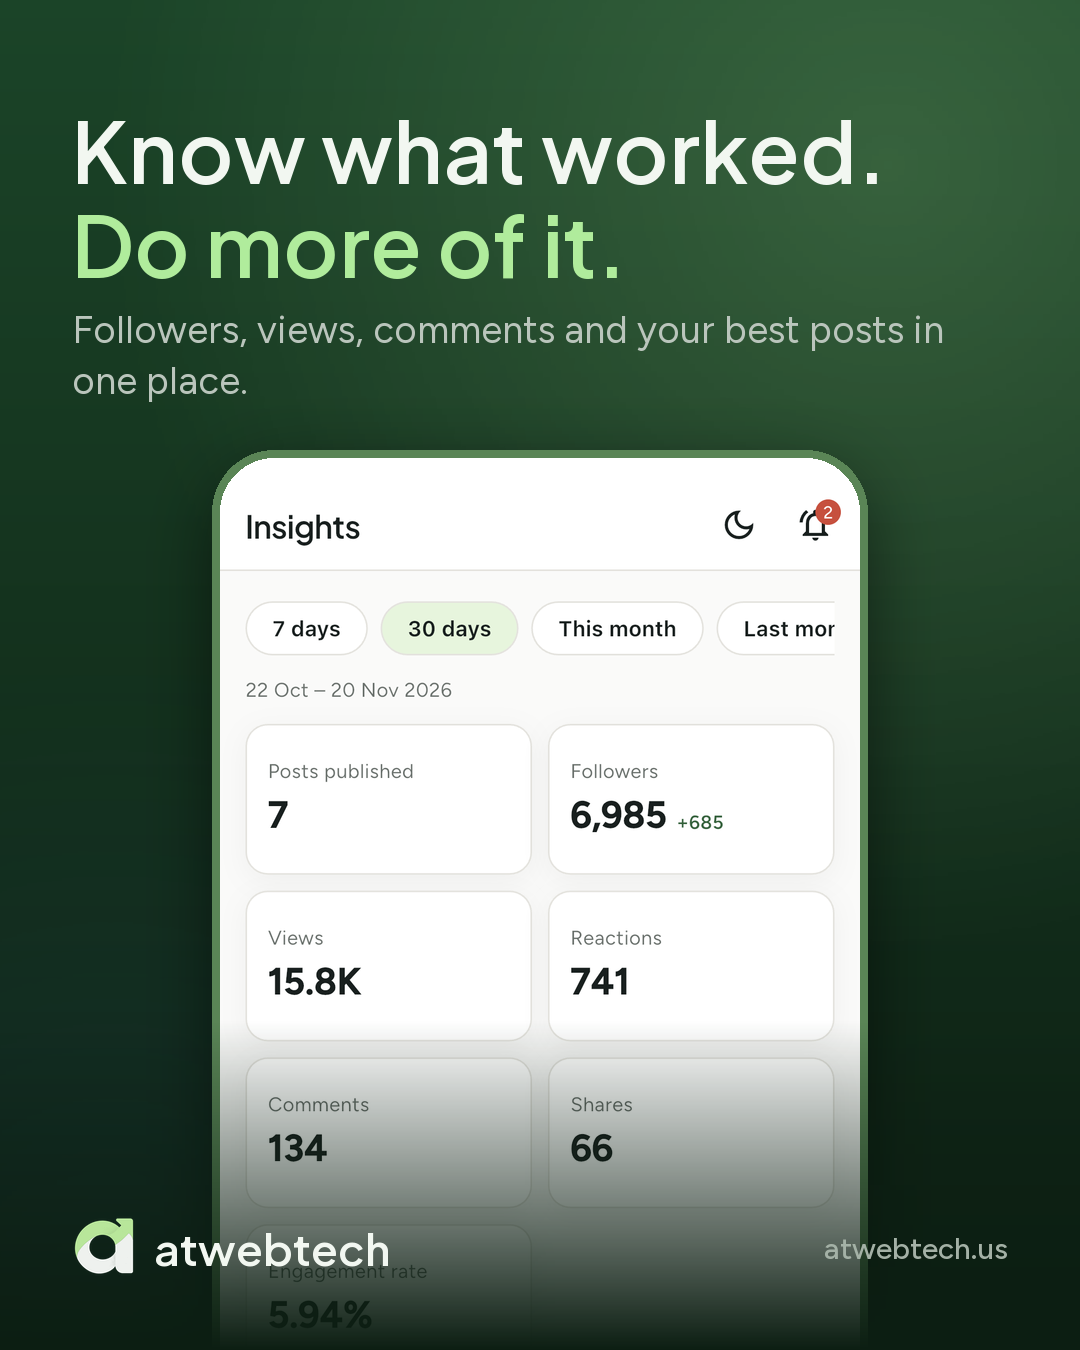 Know what worked.
Do more of it.
Followers, views, comments and your best posts in
one place.
Insights
2
7 days
30 days
This month
Last mor
22 Oct – 20 Nov 2026
Posts published
7
Followers
6,985 +685
Views
15.8K
Reactions
741
Comments
134
Shares
66
Engagement rate
5.94%
atwebtech
atwebtech.us